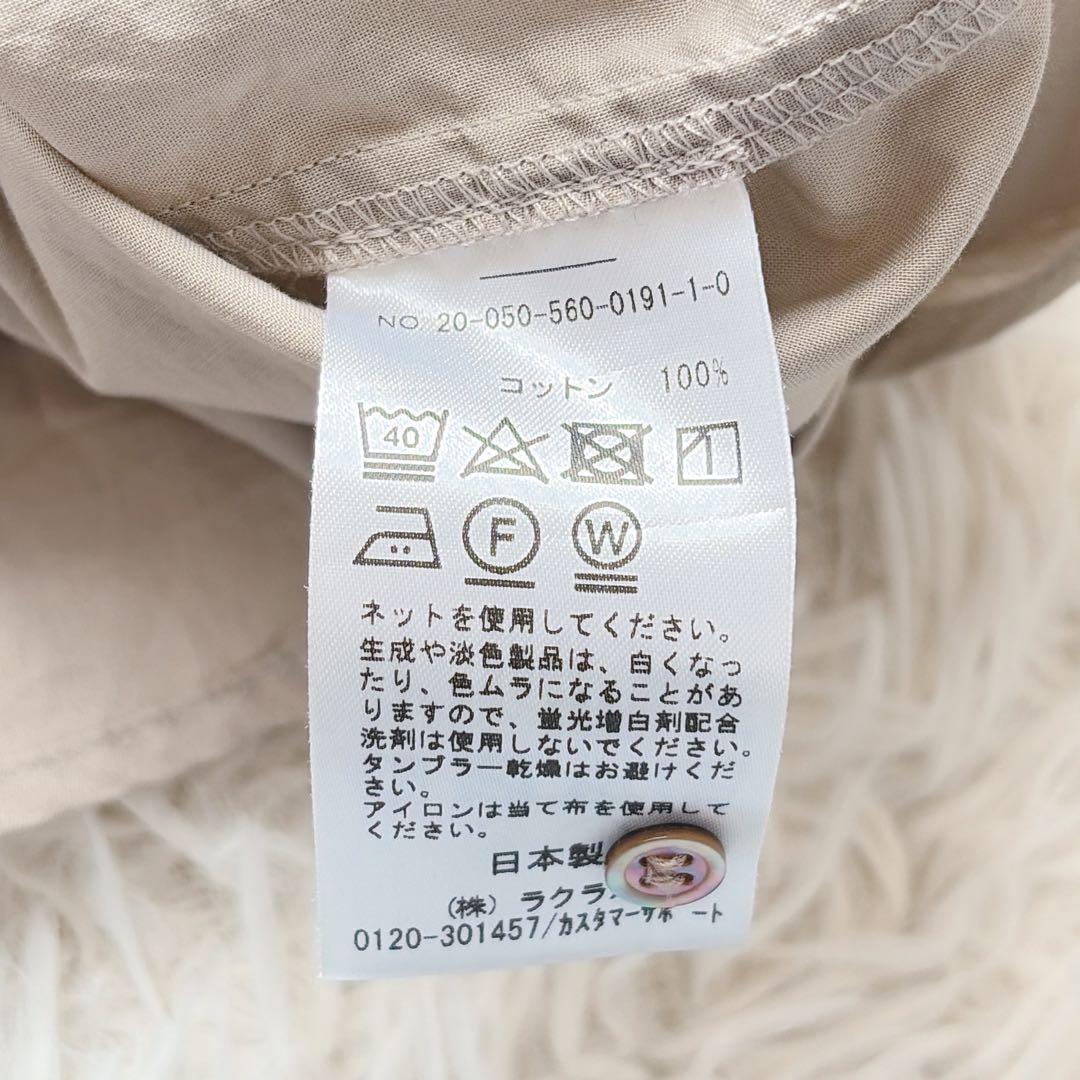 NO. 20-050-560-0191-1-0
コットン 100%
40
F W
ネットを使用してください。
生成や淡色製品は、白くなっ
たり、色ムラになることがあ
りますので、蛍光増白剤配合
洗剤は使用しないでください。
タンブラー乾燥はお避けくだ
さい。
アイロンは当て布を使用して
ください。
日本製
(株) ラクラ
0120-301457/カスタマーサポート